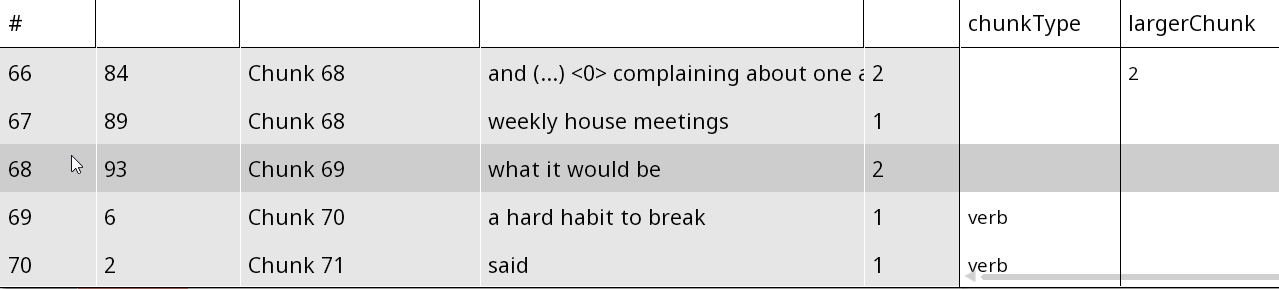 # chunkType largerChunk
66 84 Chunk 68 and (...) <0> complaining about one a 2 2
67 89 Chunk 68 weekly house meetings 1
68 93 Chunk 69 what it would be 2
69 6 Chunk 70 a hard habit to break 1 verb
70 2 Chunk 71 said 1 verb